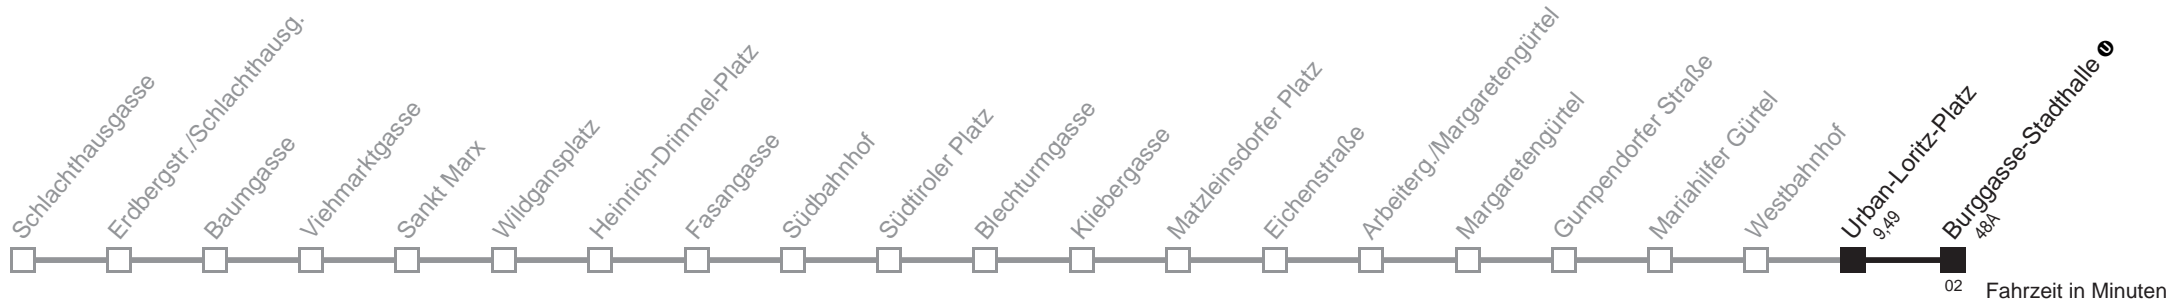 Schlachthausgasse
Erdbergstr./Schlachthausg.
Baumgasse
Viehmarktgasse
Sankt Marx
Wildgansplatz
Heinrich-Drimmel-Platz
Fasangasse
Südbahnhof
Südtiroler Platz
Blechturmgasse
Kliebergasse
Matzleinsdorfer Platz
Eichenstraße
Arbeiterg./Margaretengürtel
Margaretengürtel
Gumpendorfer Straße
Mariahilfer Gürtel
Westbahnhof
Urban-Loritz-Platz
9,49
Burggasse-Stadthalle U
48A
02
Fahrzeit in Minuten